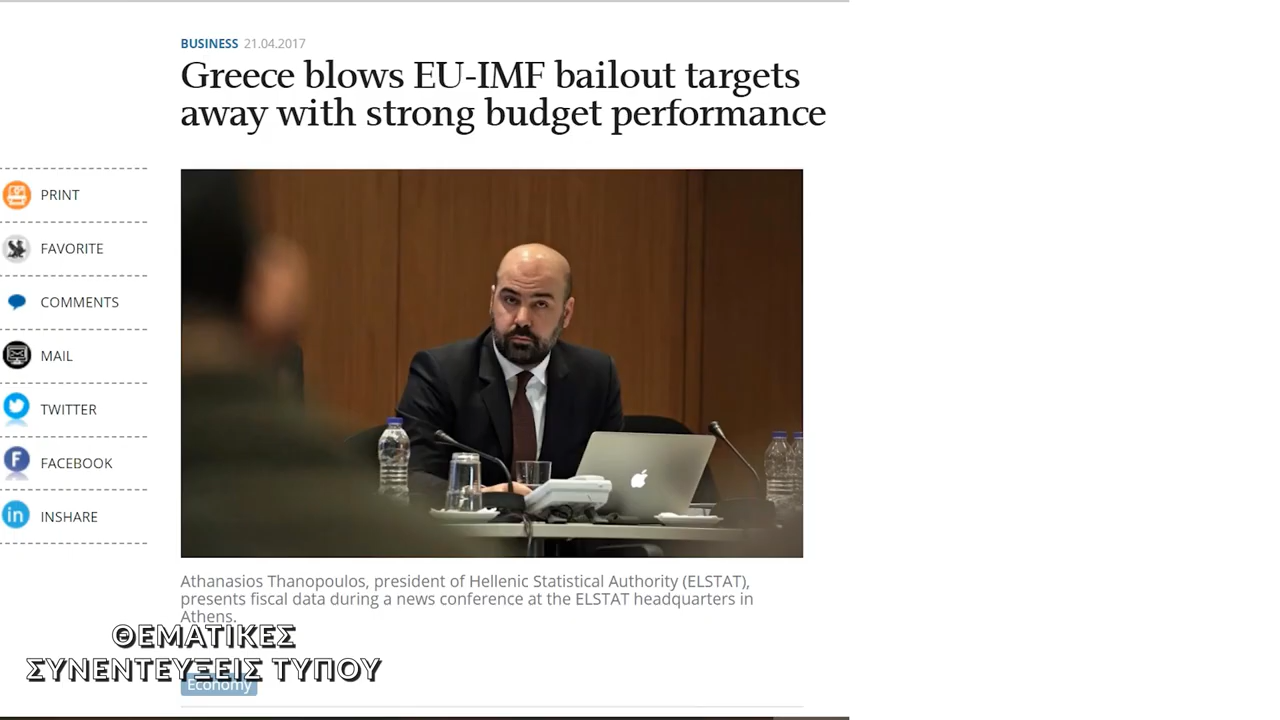 BUSINESS 21.04.2017
Greece blows EU-IMF bailout targets
away with strong budget performance
PRINT
FAVORITE
COMMENTS
MAIL
TWITTER
FACEBOOK
INSHARE
Athanasios Thanopoulos, president of Hellenic Statistical Authority (ELSTAT),
presents fiscal data during a news conference at the ELSTAT headquarters in
Athens.
ΘΕΜΑΤΙΚΕΣ
ΣΥΝΕΝΤΕΥΞΕΙΣ ΤΥΠΟΥ
Economy